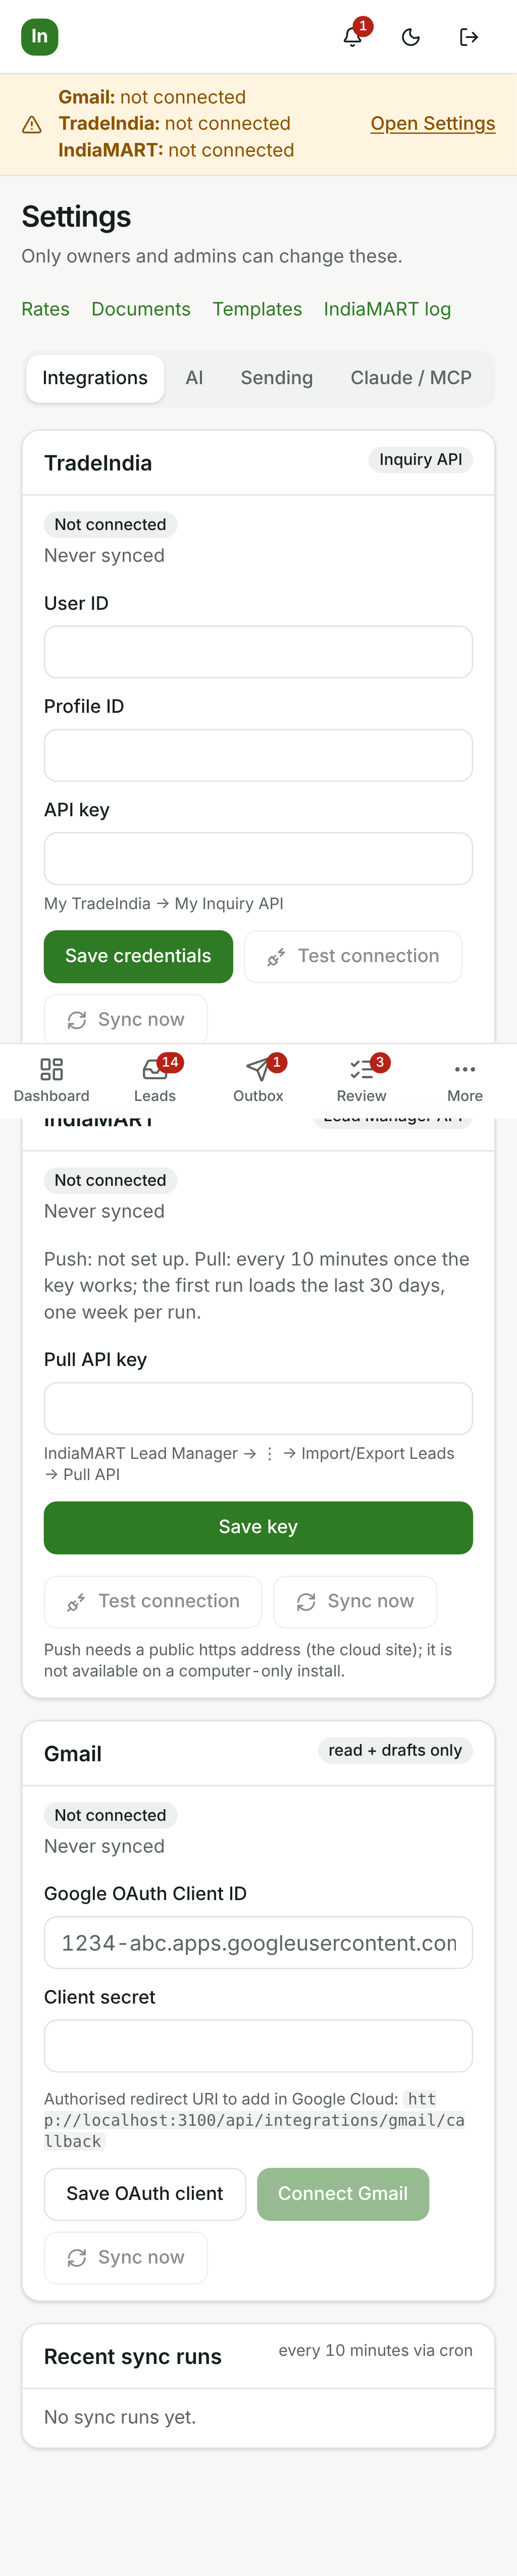 In
1
Gmail: not connected
TradeIndia: not connected
IndiaMART: not connected
Open Settings
Settings
Only owners and admins can change these.
Rates Documents Templates IndiaMART log
Integrations AI Sending Claude / MCP
TradeIndia
Inquiry API
Not connected
Never synced
User ID
Profile ID
API key
My TradeIndia → My Inquiry API
Save credentials
Test connection
Sync now
14 1 3
Dashboard Leads Outbox Review More
IndiaMART
Lead Manager API
Not connected
Never synced
Push: not set up. Pull: every 10 minutes once the
key works; the first run loads the last 30 days,
one week per run.
Pull API key
IndiaMART Lead Manager → ⋮ → Import/Export Leads
→ Pull API
Save key
Test connection
Sync now
Push needs a public https address (the cloud site); it is
not available on a computer-only install.
Gmail
read + drafts only
Not connected
Never synced
Google OAuth Client ID
1234-abc.apps.googleusercontent.com
Client secret
Authorised redirect URI to add in Google Cloud: htt
p://localhost:3100/api/integrations/gmail/ca
llback
Save OAuth client
Connect Gmail
Sync now
Recent sync runs
every 10 minutes via cron
No sync runs yet.